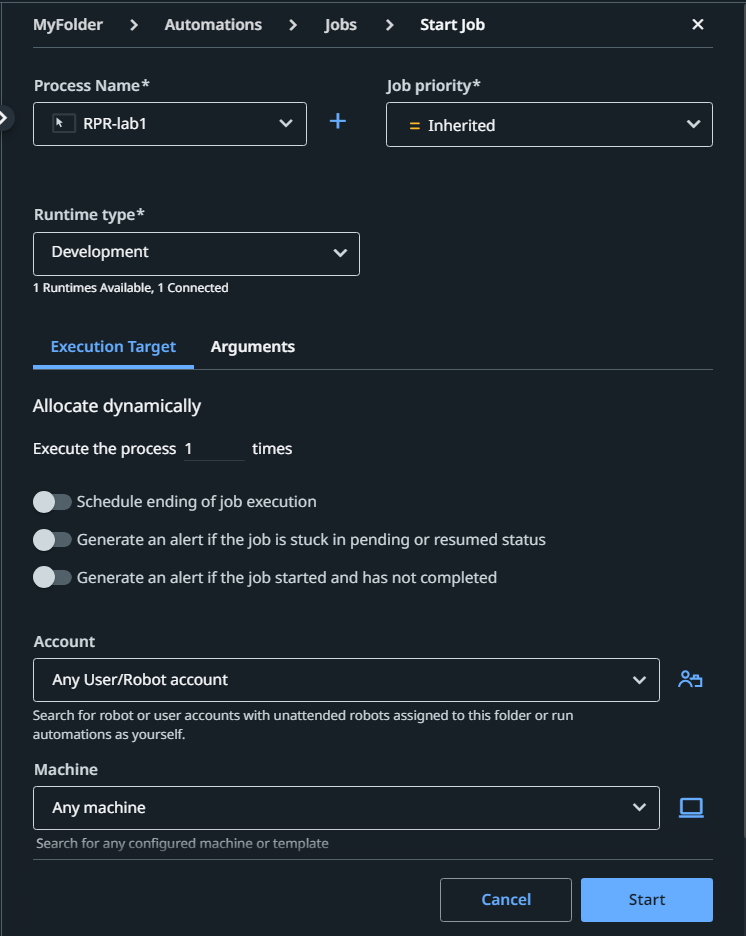 MyFolder > Automations > Jobs > Start Job
Process Name*
Job priority*
RPR-lab1
= Inherited
Runtime type*
Development
1 Runtimes Available, 1 Connected
Execution Target
Arguments
Allocate dynamically
Execute the process 1 times
Schedule ending of job execution
Generate an alert if the job is stuck in pending or resumed status
Generate an alert if the job started and has not completed
Account
Any User/Robot account
Search for robot or user accounts with unattended robots assigned to this folder or run
automations as yourself.
Machine
Any machine
Search for any configured machine or template
Cancel
Start